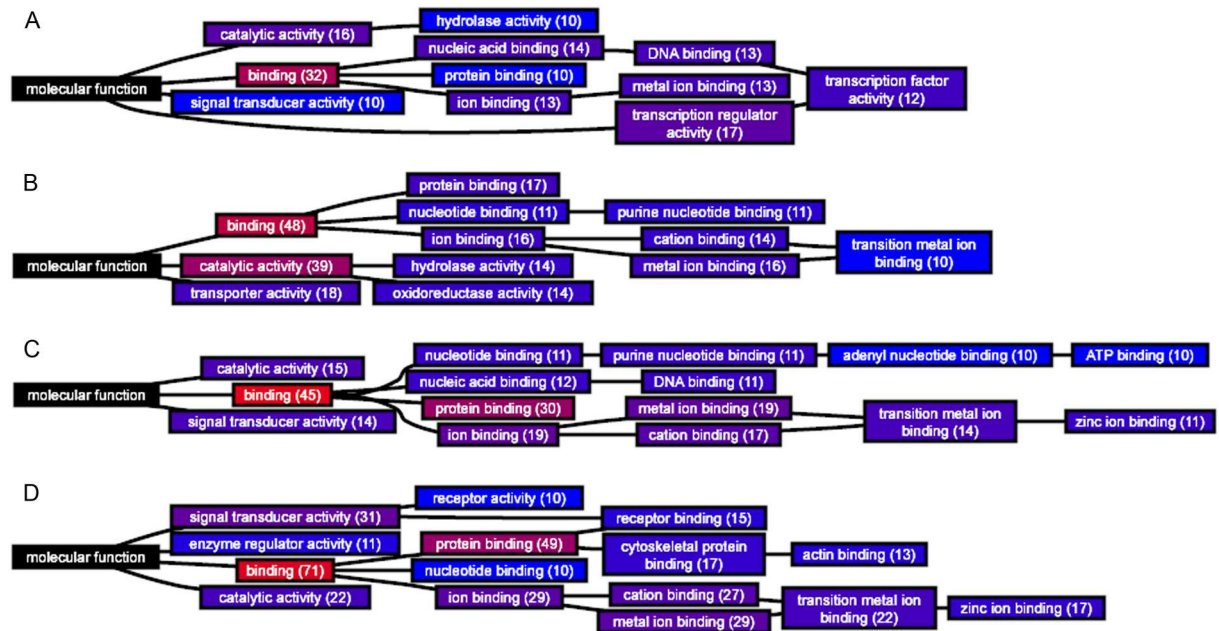 A
hydrolase activity (10)
catalytic activity (16)
nucleic acid binding (14)
DNA binding (13)
binding (32)
protein binding (10)
transcription factor
activity (12)
molecular function
metal ion binding (13)
signal transducer activity (10)
ion binding (13)
transcription regulator
activity (17)
B
protein binding (17)
nucleotide binding (11)
purine nucleotide binding (11)
binding (48)
ion binding (16)
cation binding (14)
transition metal ion
binding (10)
molecular function
catalytic activity (39)
hydrolase activity (14)
metal ion binding (16)
transporter activity (18)
oxidoreductase activity (14)
C
nucleotide binding (11)
purine nucleotide binding (11)
adenyl nucleotide binding (10)
ATP binding (10)
catalytic activity (15)
nucleic acid binding (12)
DNA binding (11)
molecular function
binding (45)
protein binding (30)
metal ion binding (19)
transition metal ion
binding (14)
zinc ion binding (11)
signal transducer activity (14)
ion binding (19)
cation binding (17)
D
receptor activity (10)
signal transducer activity (31)
receptor binding (15)
enzyme regulator activity (11)
protein binding (49)
cytoskeletal protein
binding (17)
actin binding (13)
molecular function
binding (71)
nucleotide binding (10)
catalytic activity (22)
ion binding (29)
cation binding (27)
transition metal ion
binding (22)
zinc ion binding (17)
metal ion binding (29)